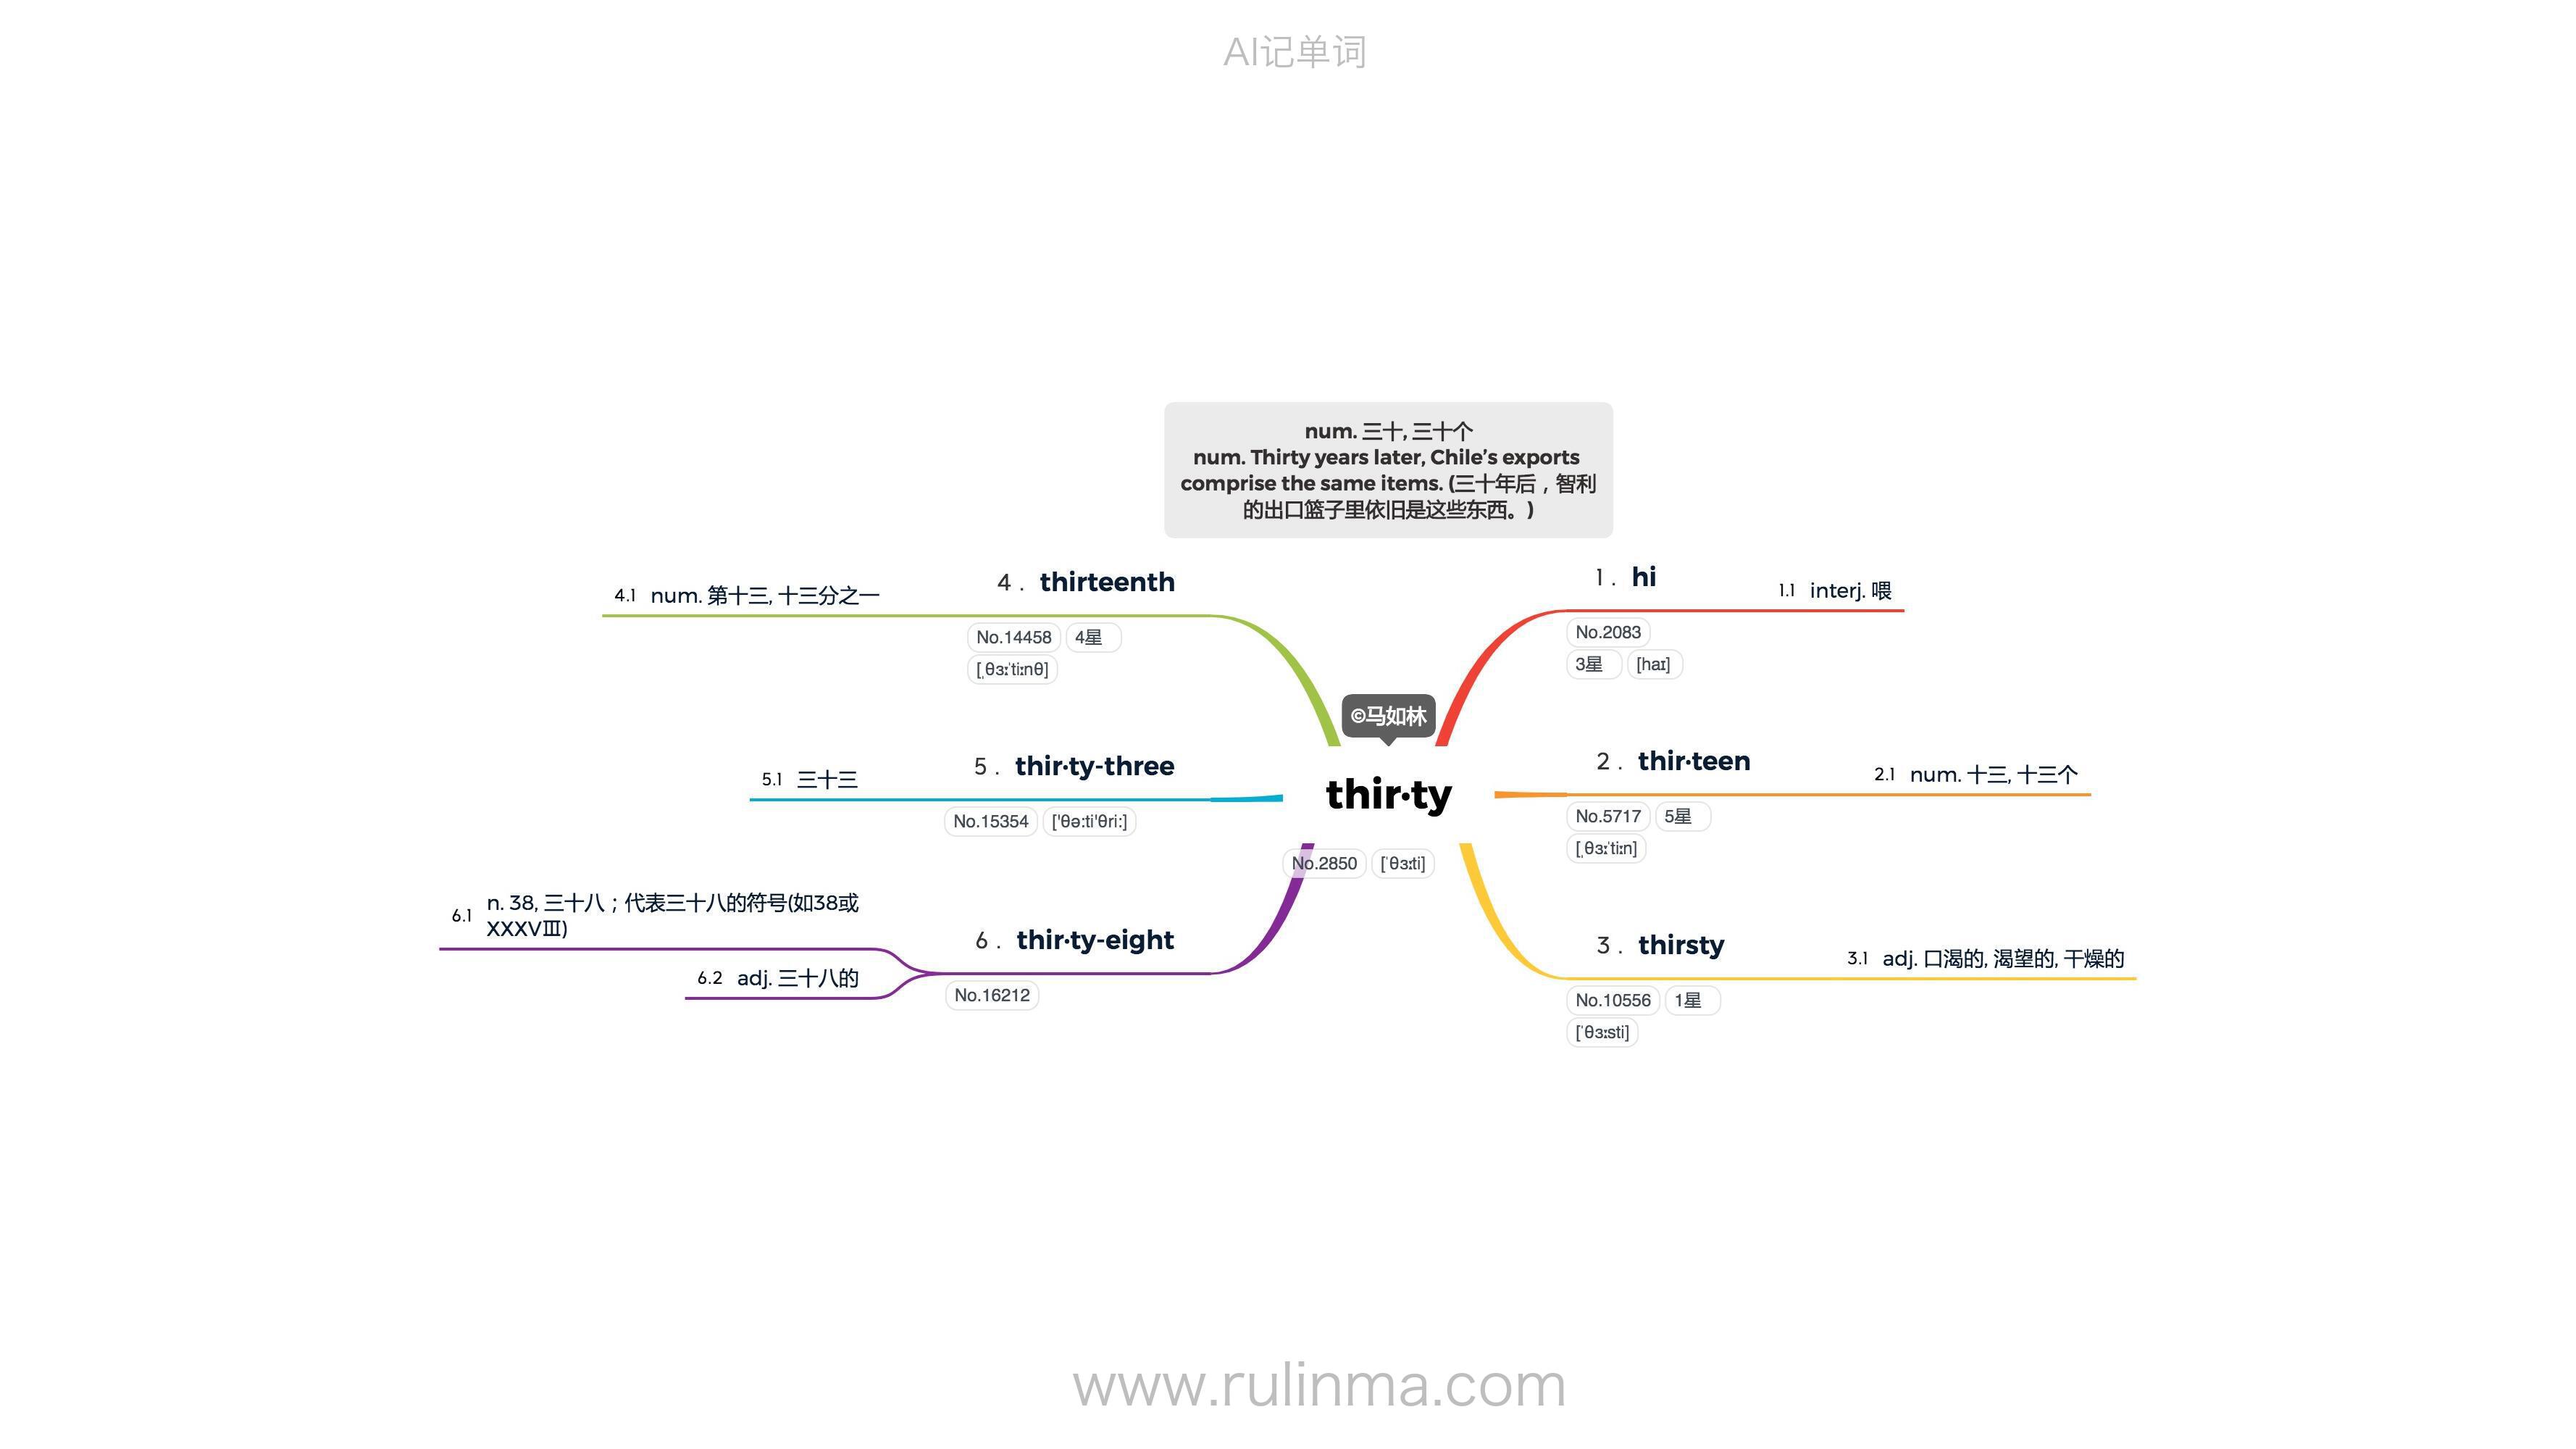 AI记单词
num. 三十, 三十个
num. Thirty years later, Chile’s exports
comprise the same items. (三十年后，智利
的出口篮子里依旧是这些东西。)
©马如林
thir·ty
No.2850 [ˈθɜːti]
1. hi
1.1 interj. 喂
No.2083
3星 [haɪ]
2. thir·teen
2.1 num. 十三, 十三个
No.5717 5星
[ˌθɜːˈtiːn]
3. thirsty
3.1 adj. 口渴的, 渴望的, 干燥的
No.10556 1星
[ˈθɜːsti]
4. thirteenth
4.1 num. 第十三, 十三分之一
No.14458 4星
[ˌθɜːˈtiːnθ]
5. thir·ty-three
5.1 三十三
No.15354 ['θə:ti'θri:]
6. thir·ty-eight
6.1 n. 38, 三十八；代表三十八的符号(如38或
XXXVⅢ)
6.2 adj. 三十八的
No.16212
www.rulinma.com